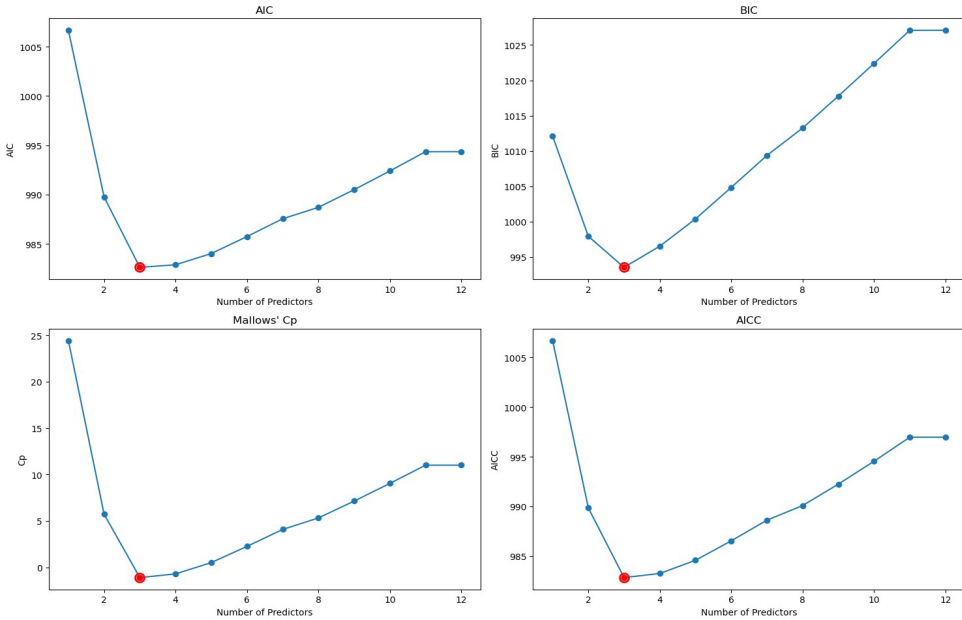 AIC
AIC
1005
1000
995
990
985
2 4 6 8 10 12
Number of Predictors
BIC
BIC
1025
1020
1015
1010
1005
1000
995
2 4 6 8 10 12
Number of Predictors
Mallows' Cp
Cp
25
20
15
10
5
0
2 4 6 8 10 12
Number of Predictors
AICC
AICC
1005
1000
995
990
985
2 4 6 8 10 12
Number of Predictors